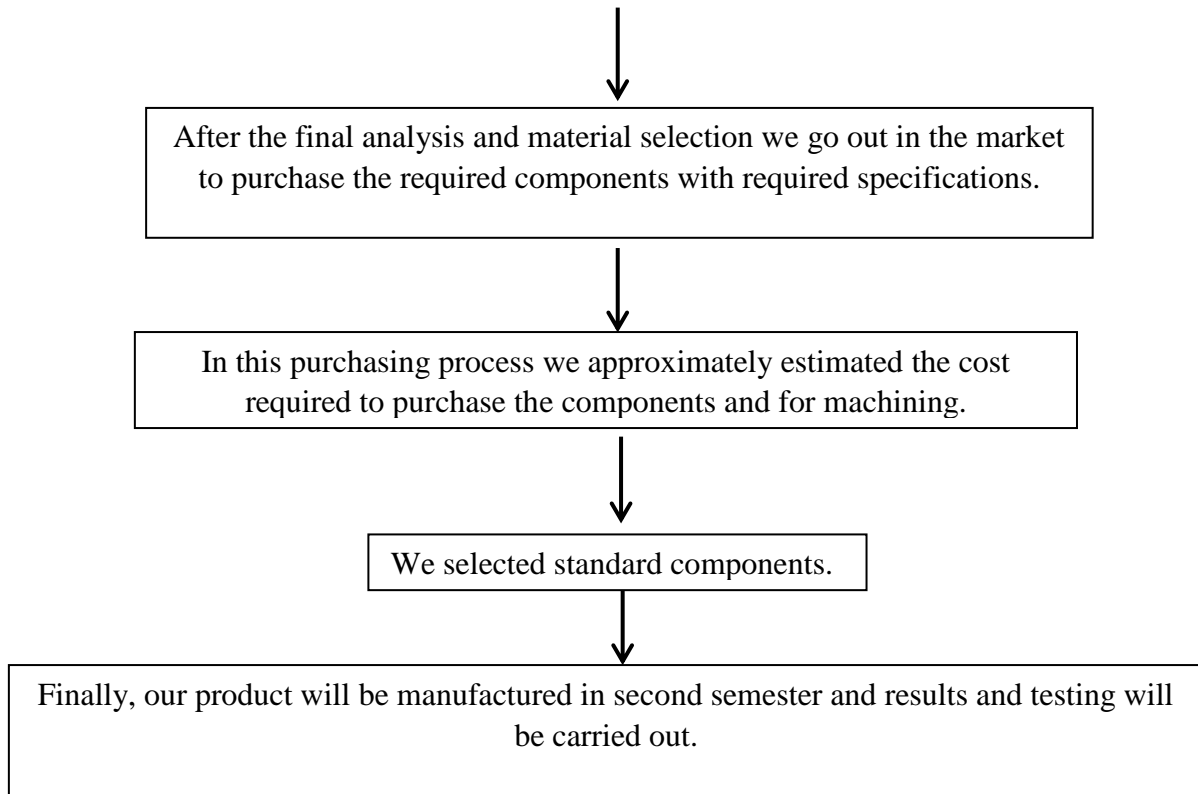 After the final analysis and material selection we go out in the market
to purchase the required components with required specifications.
In this purchasing process we approximately estimated the cost
required to purchase the components and for machining.
We selected standard components.
Finally, our product will be manufactured in second semester and results and testing will
be carried out.